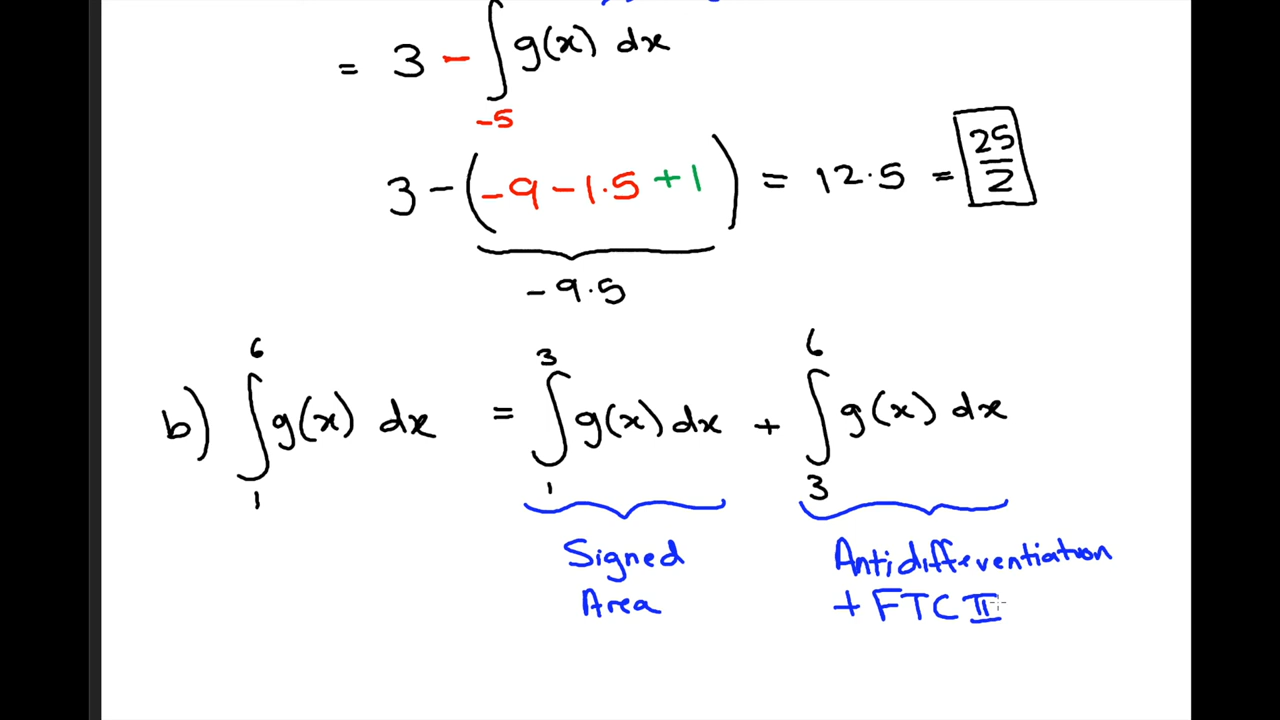 = 3 - ∫ g(x) dx
-5
3 - (-9 - 1.5 + 1) = 12.5 = 25/2
-9.5
6 3 6
b) ∫ g(x) dx = ∫ g(x) dx + ∫ g(x) dx
1 1 3
Signed Antidifferentiation
Area + FTC II